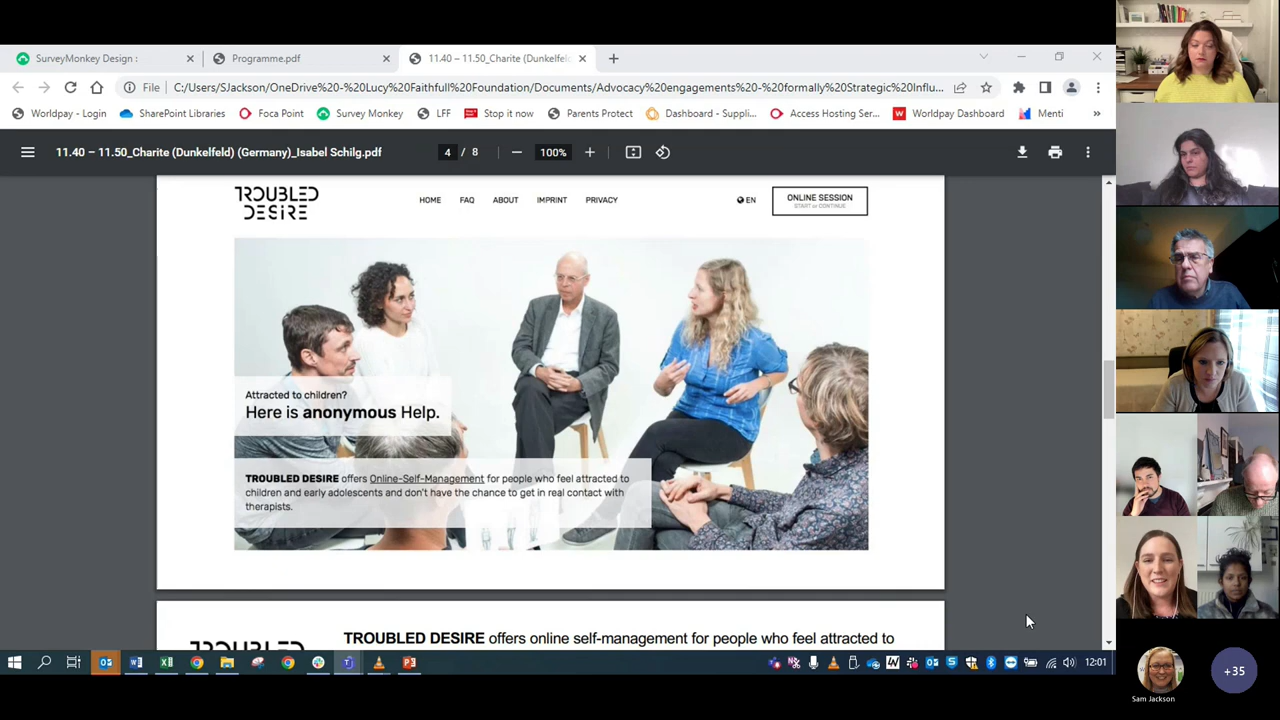 SurveyMonkey Design :
Programme.pdf
11.40 – 11.50_Charite (Dunkelfeld
File
C:/Users/SJackson/OneDrive%20-%20Lucy%20Faithfull%20Foundation/Documents/Advocacy%20engagements%20-%20formally%20Strategic%20Influ...
Worldpay - Login
SharePoint Libraries
Foca Point
Survey Monkey
LFF
Stop it now
Parents Protect
Dashboard - Suppli...
Access Hosting Ser...
Worldpay Dashboard
Menti
11.40 – 11.50_Charite (Dunkelfeld) (Germany)_Isabel Schilg.pdf
4 / 8
100%
TROUBLED
DESIRE
HOME FAQ ABOUT IMPRINT PRIVACY
EN
ONLINE SESSION
START or CONTINUE
Attracted to children?
Here is anonymous Help.
TROUBLED DESIRE offers Online-Self-Management for people who feel attracted to
children and early adolescents and don't have the chance to get in real contact with
therapists.
TROUBLED DESIRE offers online self-management for people who feel attracted to
12:01
Sam Jackson
+35